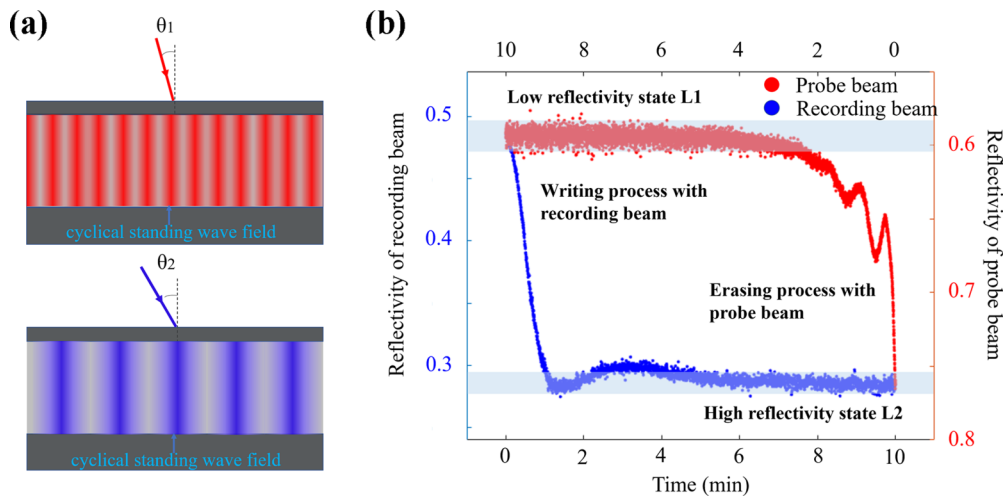 (a)
θ1
cyclical standing wave field
θ2
cyclical standing wave field
(b)
10 8 6 4 2 0
Low reflectivity state L1
Probe beam
Recording beam
Writing process with
recording beam
Erasing process with
probe beam
High reflectivity state L2
Reflectivity of recording beam
0.5
0.4
0.3
Reflectivity of probe beam
0.6
0.7
0.8
0 2 4 6 8 10
Time (min)